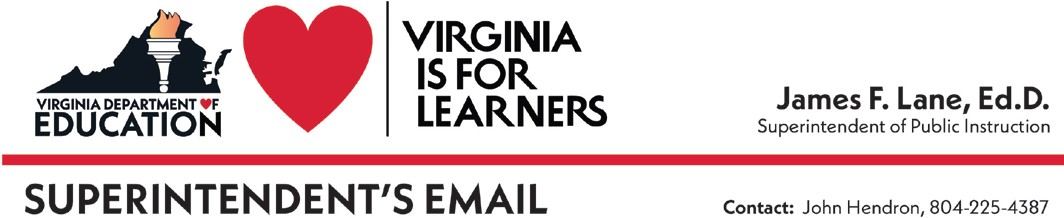 VIRGINIA DEPARTMENT OF
EDUCATION
VIRGINIA
IS FOR
LEARNERS
James F. Lane, Ed.D.
Superintendent of Public Instruction
SUPERINTENDENT'S EMAIL
Contact: John Hendron, 804-225-4387